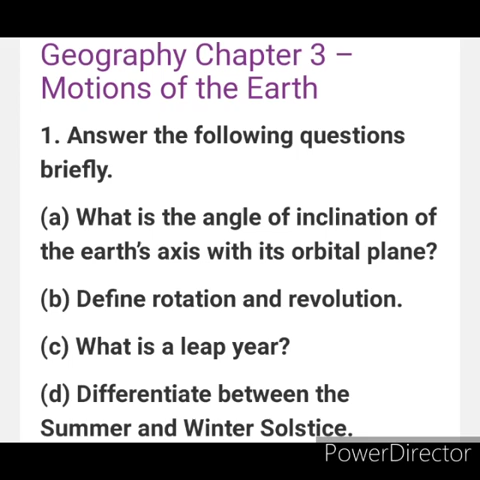 Geography Chapter 3 –
Motions of the Earth
1. Answer the following questions
briefly.
(a) What is the angle of inclination of
the earth's axis with its orbital plane?
(b) Define rotation and revolution.
(c) What is a leap year?
(d) Differentiate between the
Summer and Winter Solstice.
PowerDirector